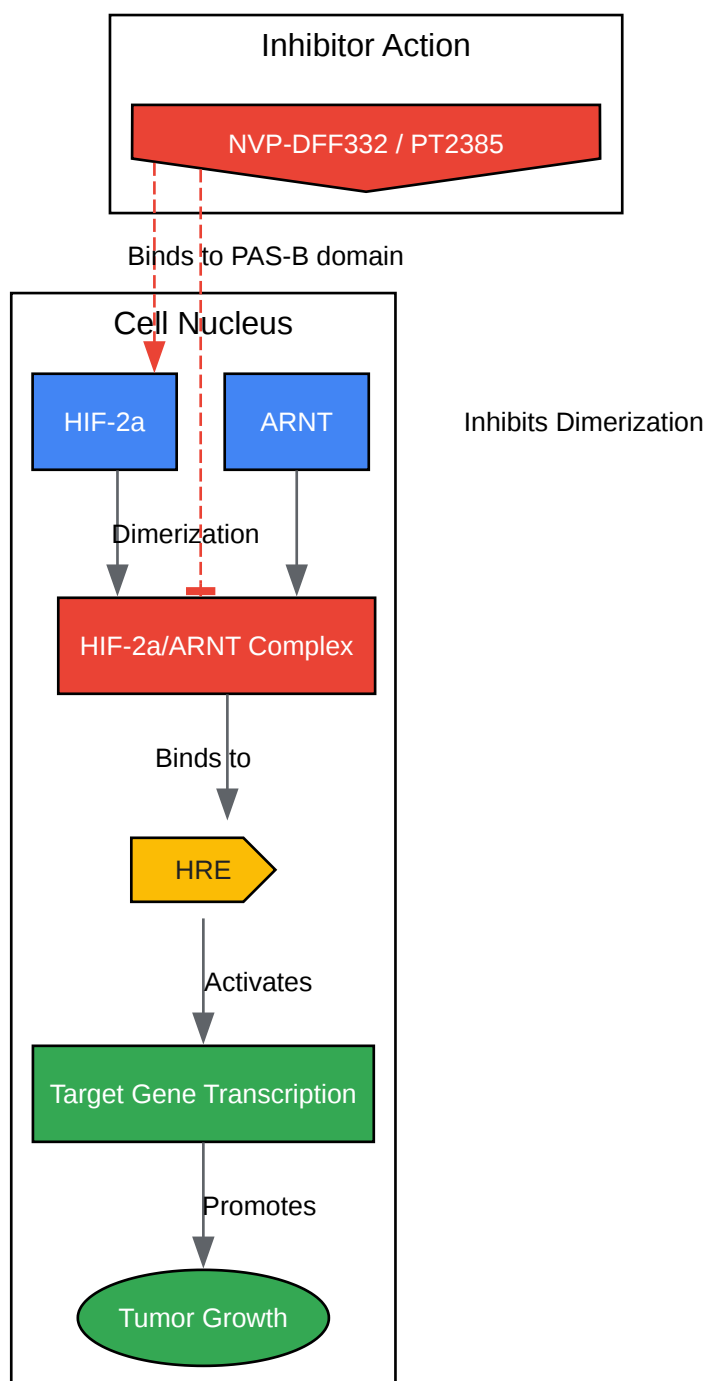 Inhibitor Action
NVP-DFF332 / PT2385
Binds to PAS-B domain
Cell Nucleus
HIF-2a
ARNT
Inhibits Dimerization
Dimerization
HIF-2a/ARNT Complex
Binds to
HRE
Activates
Target Gene Transcription
Promotes
Tumor Growth